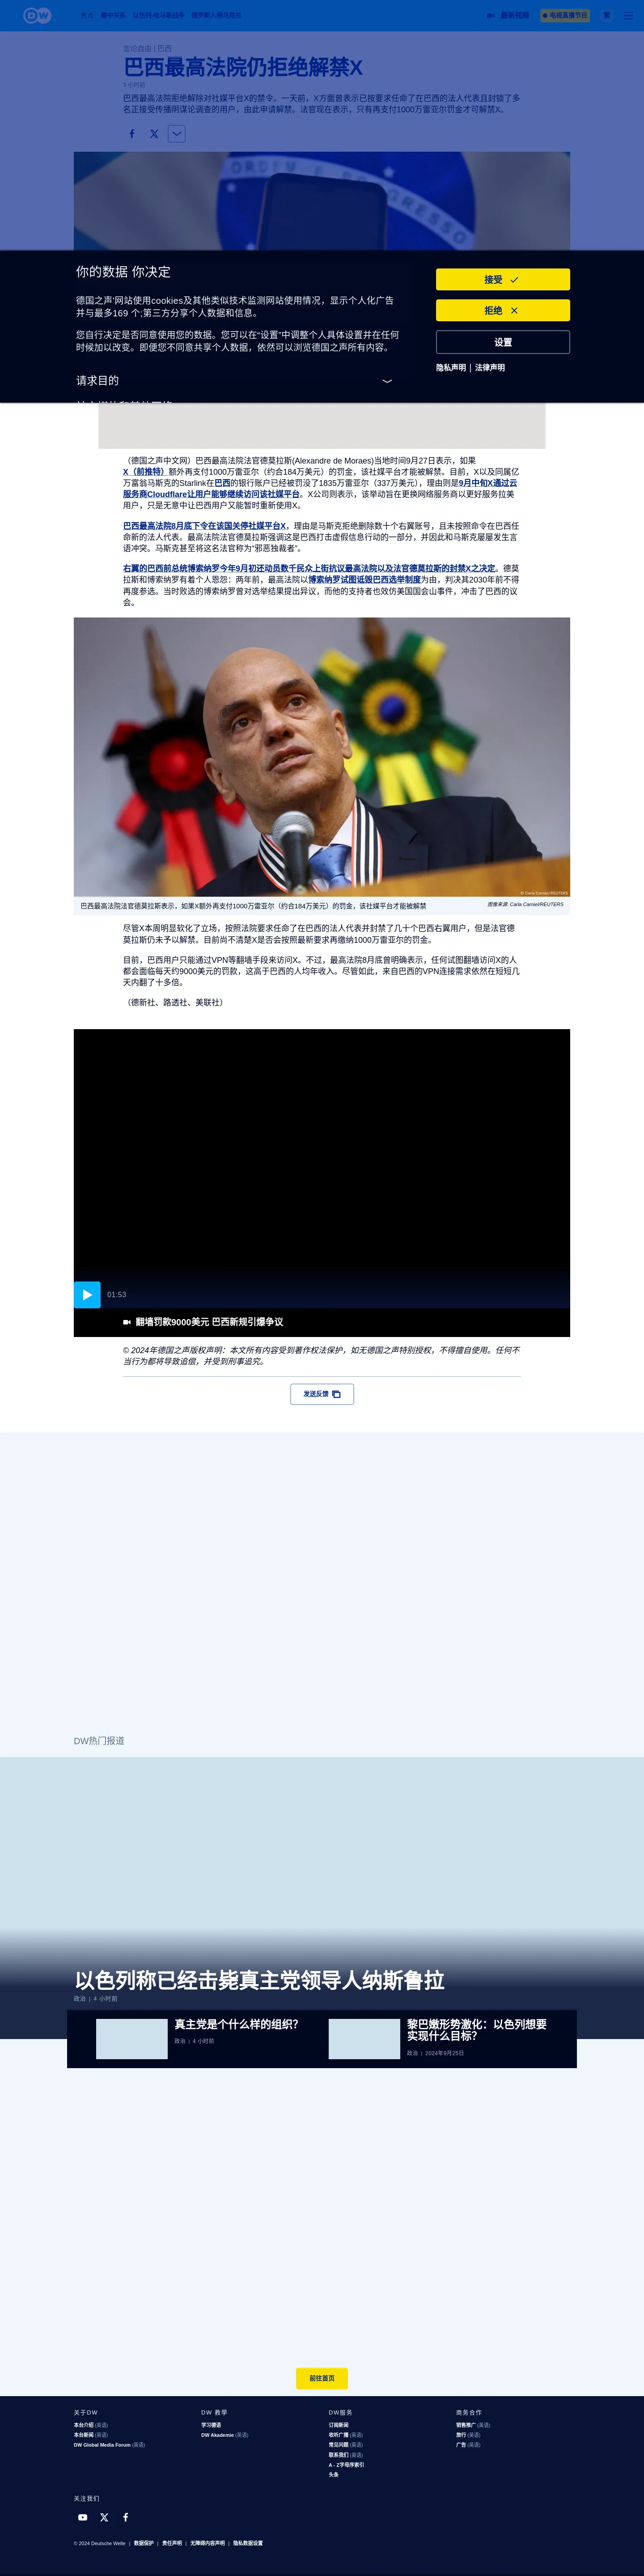 DW
焦点 德中关系 以色列-哈马斯战争 俄罗斯入侵乌克兰
最新视频
电视直播节目
繁
言论自由 | 巴西
巴西最高法院仍拒绝解禁X
巴西最高法院拒绝解除对社媒平台X的禁令。一天前，X方面曾表示已按要求任命了在巴西的法人代表且封锁了多
名正接受传播阴谋论调查的用户，由此申请解禁。法官现在表示，只有再支付1000万雷亚尔罚金才可解禁X。
ORDEM E PROGRESSO
你的数据 你决定
德国之声'网站使用cookies及其他类似技术监测网站使用情况，显示个人化广告
并与最多169 个;第三方分享个人数据和信息。
您自行决定是否同意使用您的数据。您可以在“设置”中调整个人具体设置并在任何
时候加以改变。即便您不同意共享个人数据，依然可以浏览德国之声所有内容。
请求目的
接受
拒绝
设置
隐私声明 | 法律声明
（德国之声中文网）巴西最高法院法官德莫拉斯(Alexandre de Moraes)当地时间9月27日表示，如果
X（前推特）额外再支付1000万雷亚尔（约合184万美元）的罚金，该社媒平台才可能被解禁。目前，X以及同属亿
万富翁马斯克的Starlink在巴西的银行账户已经被罚没了1835万雷亚尔（337万美元），理由则是9月中旬X通过云
服务商Cloudflare让用户能够继续访问该社媒平台。X公司则表示，该举动旨在更换网络服务商以更好服务拉美
用户，只是无意中让巴西用户又能暂时重新使用X。
巴西最高法院8月底下令在该国关停社媒平台X，理由是马斯克拒绝删除数十个右翼账号，且未按照命令在巴西任
命新的法人代表。最高法院法官德莫拉斯强调这是巴西打击虚假信息行动的一部分，并因此和马斯克屡屡发生言
语冲突。马斯克甚至将这名法官称为“邪恶独裁者”。
右翼的巴西前总统博索纳罗今年9月初还动员数千民众上街抗议最高法院以及法官德莫拉斯的封禁X之决定。德莫
拉斯和博索纳罗有着个人恩怨：两年前，最高法院以博索纳罗试图诋毁巴西选举制度为由，判决其2030年前不得
再度参选。当时败选的博索纳罗曾对选举结果提出异议，而他的支持者也效仿美国国会山事件，冲击了巴西的议
会。
© Carla Carniel/REUTERS
巴西最高法院法官德莫拉斯表示，如果X额外再支付1000万雷亚尔（约合184万美元）的罚金，该社媒平台才可能被解禁
图像来源: Carla Carniel/REUTERS
尽管X本周明显软化了立场，按照法院要求任命了在巴西的法人代表并封禁了几十个巴西右翼用户，但是法官德
莫拉斯仍未予以解禁。目前尚不清楚X是否会按照最新要求再缴纳1000万雷亚尔的罚金。
目前，巴西用户只能通过VPN等翻墙手段来访问X。不过，最高法院8月底曾明确表示，任何试图翻墙访问X的人
都会面临每天约9000美元的罚款，这高于巴西的人均年收入。尽管如此，来自巴西的VPN连接需求依然在短短几
天内翻了十多倍。
（德新社、路透社、美联社）
01:53
翻墙罚款9000美元 巴西新规引爆争议
© 2024年德国之声版权声明：本文所有内容受到著作权法保护，如无德国之声特别授权，不得擅自使用。任何不
当行为都将导致追偿，并受到刑事追究。
发送反馈
DW热门报道
以色列称已经击毙真主党领导人纳斯鲁拉
政治 | 4 小时前
真主党是个什么样的组织？
政治 | 4 小时前
黎巴嫩形势激化：以色列想要
实现什么目标？
政治 | 2024年9月25日
前往首页
关于DW
本台介绍 (英语)
本台新闻 (英语)
DW Global Media Forum (英语)
DW 教學
学习德语
DW Akademie (英语)
DW服务
订阅新闻
收听广播 (英语)
常见问题 (英语)
联系我们 (英语)
A - Z字母序索引
头条
商务合作
销售推广 (英语)
旅行 (英语)
广告 (英语)
关注我们
© 2024 Deutsche Welle | 数据保护 | 责任声明 | 无障碍内容声明 | 隐私数据设置